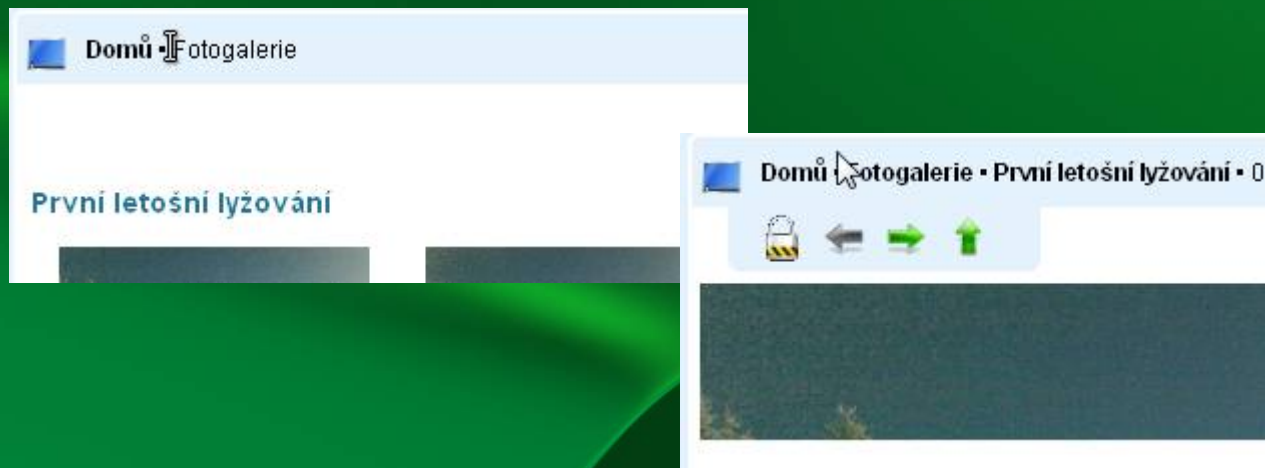 Domů • Fotogalerie
První letošní lyžování
Domů • Fotogalerie • První letošní lyžování • 0